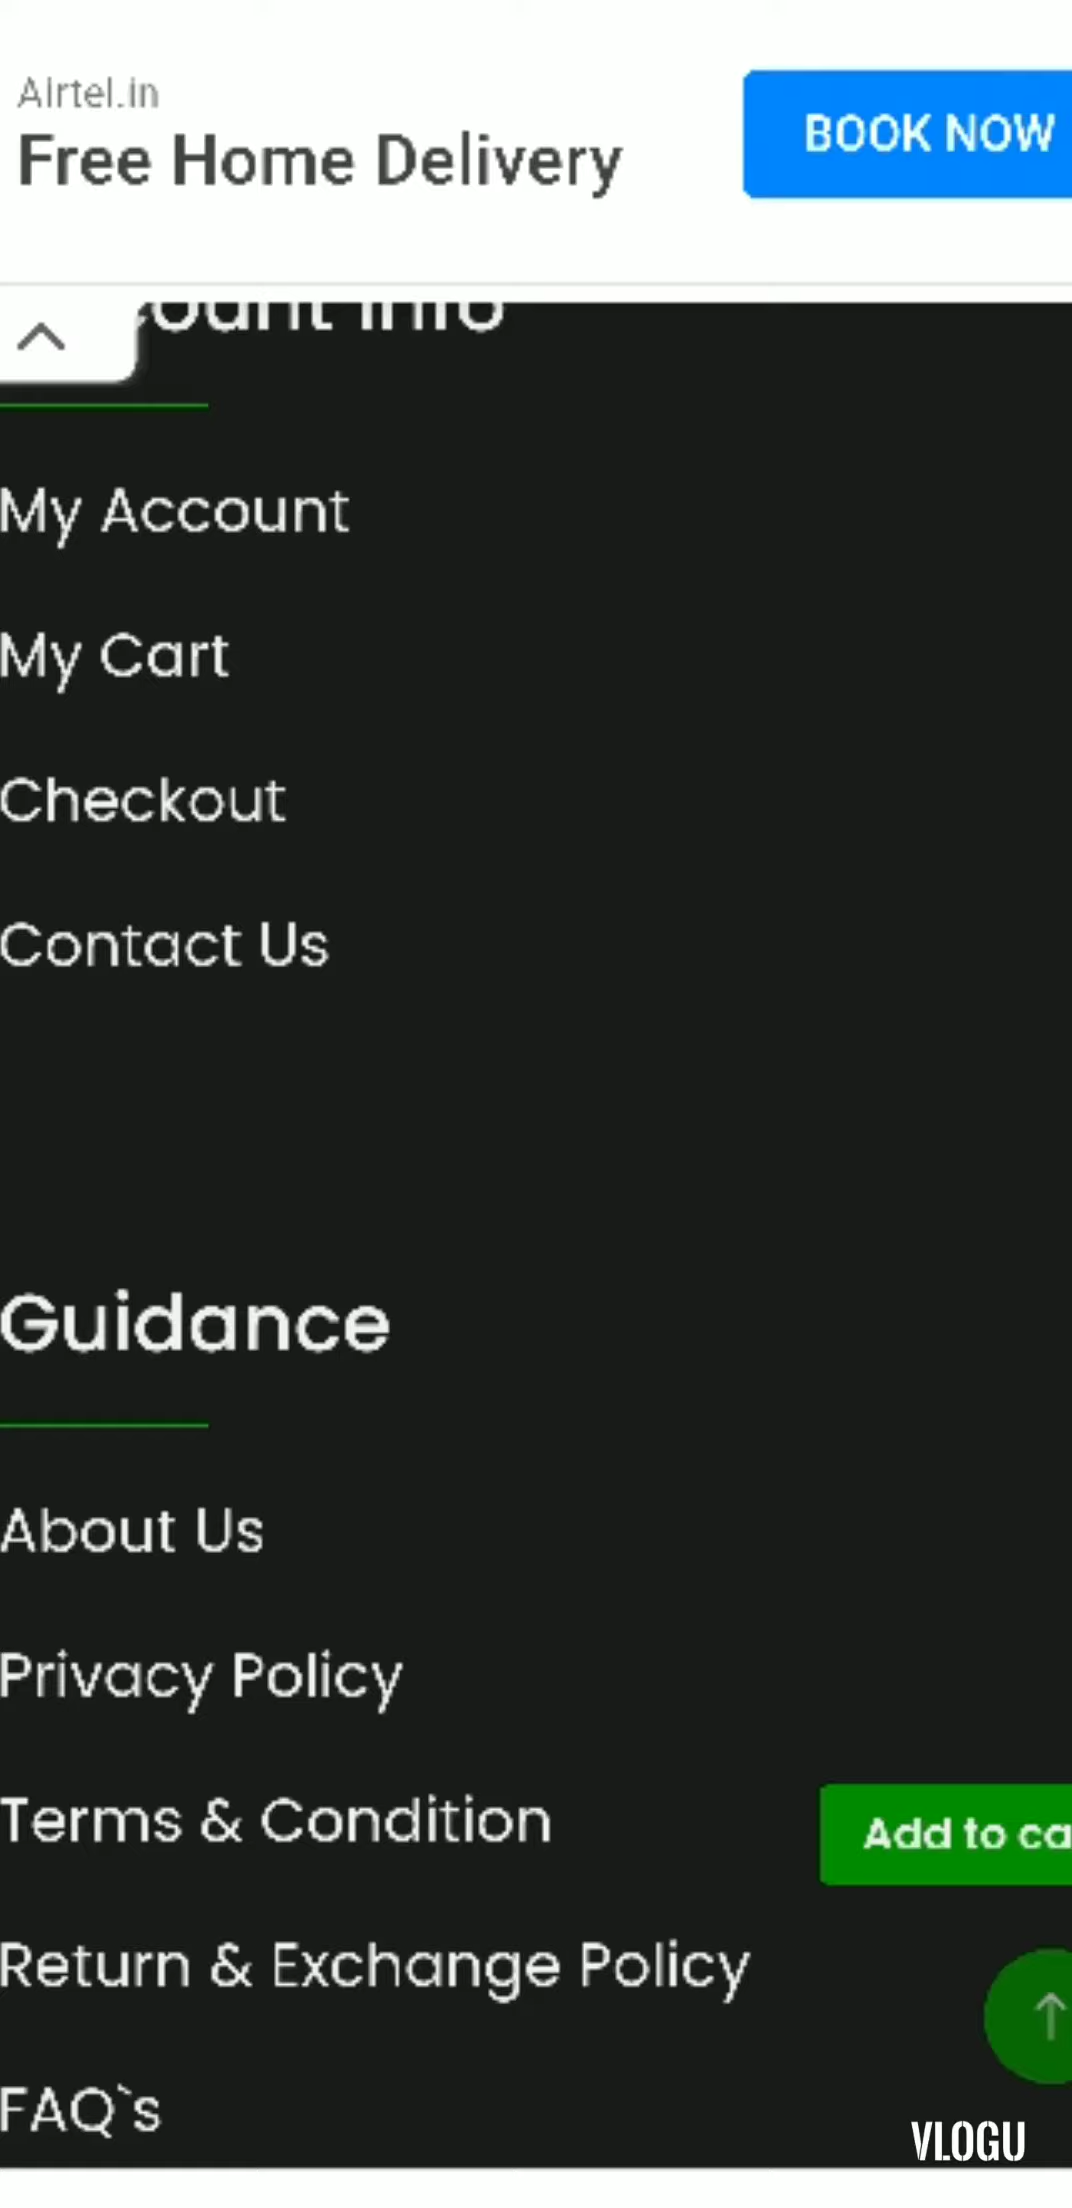 Airtel.in
Free Home Delivery
BOOK NOW
Info
My Account
My Cart
Checkout
Contact Us
Guidance
About Us
Privacy Policy
Terms & Condition
Add to
Return & Exchange Policy
FAQ`s
VLOGU